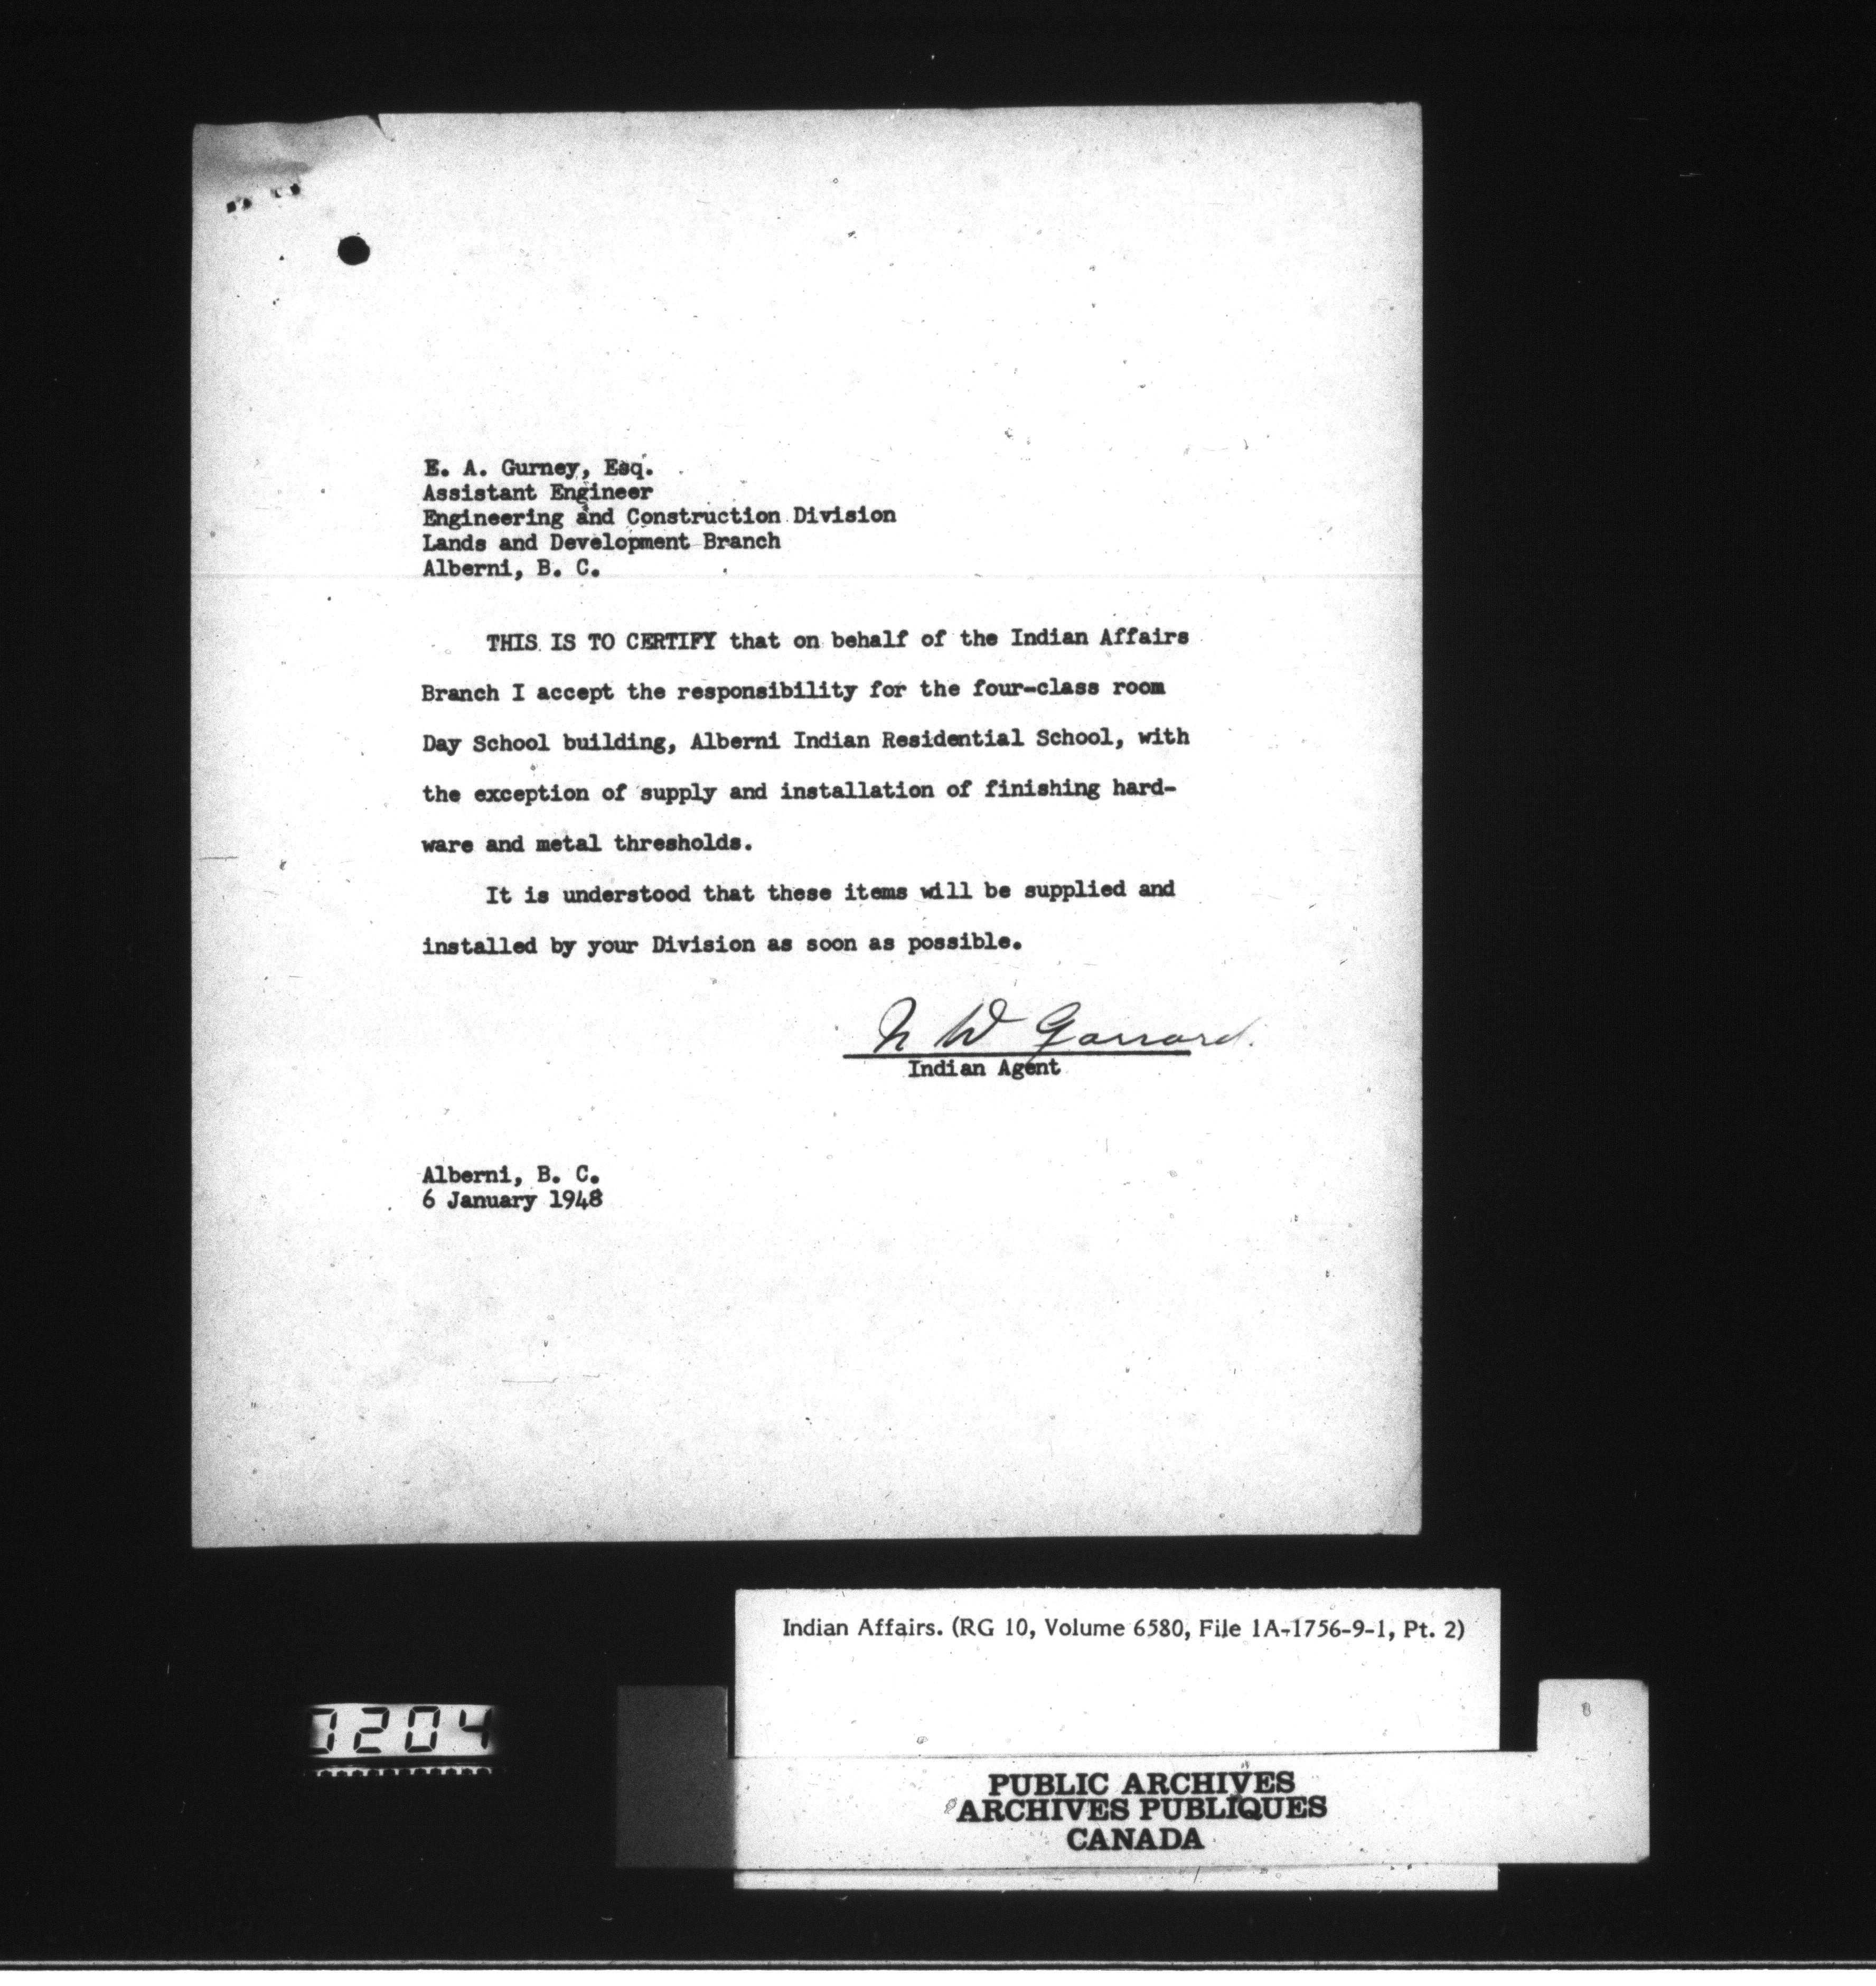 E. A. Gurney, Esq.
Assistant Engineer
Engineering and Construction Division
Lands and Development Branch
Alberni, B. C.
THIS IS TO CERTIFY that on behalf of the Indian Affairs
Branch I accept the responsibility for the four-class room
Day School building, Alberni Indian Residential School, with
the exception of supply and installation of finishing hard-
ware and metal thresholds.
It is understood that these items will be supplied and
installed by your Division as soon as possible.
N W Garrard.
Indian Agent
Alberni, B. C.
6 January 1948
Indian Affairs. (RG 10, Volume 6580, File 1A-1756-9-1, Pt. 2)
0204
PUBLIC ARCHIVES
ARCHIVES PUBLIQUES
CANADA